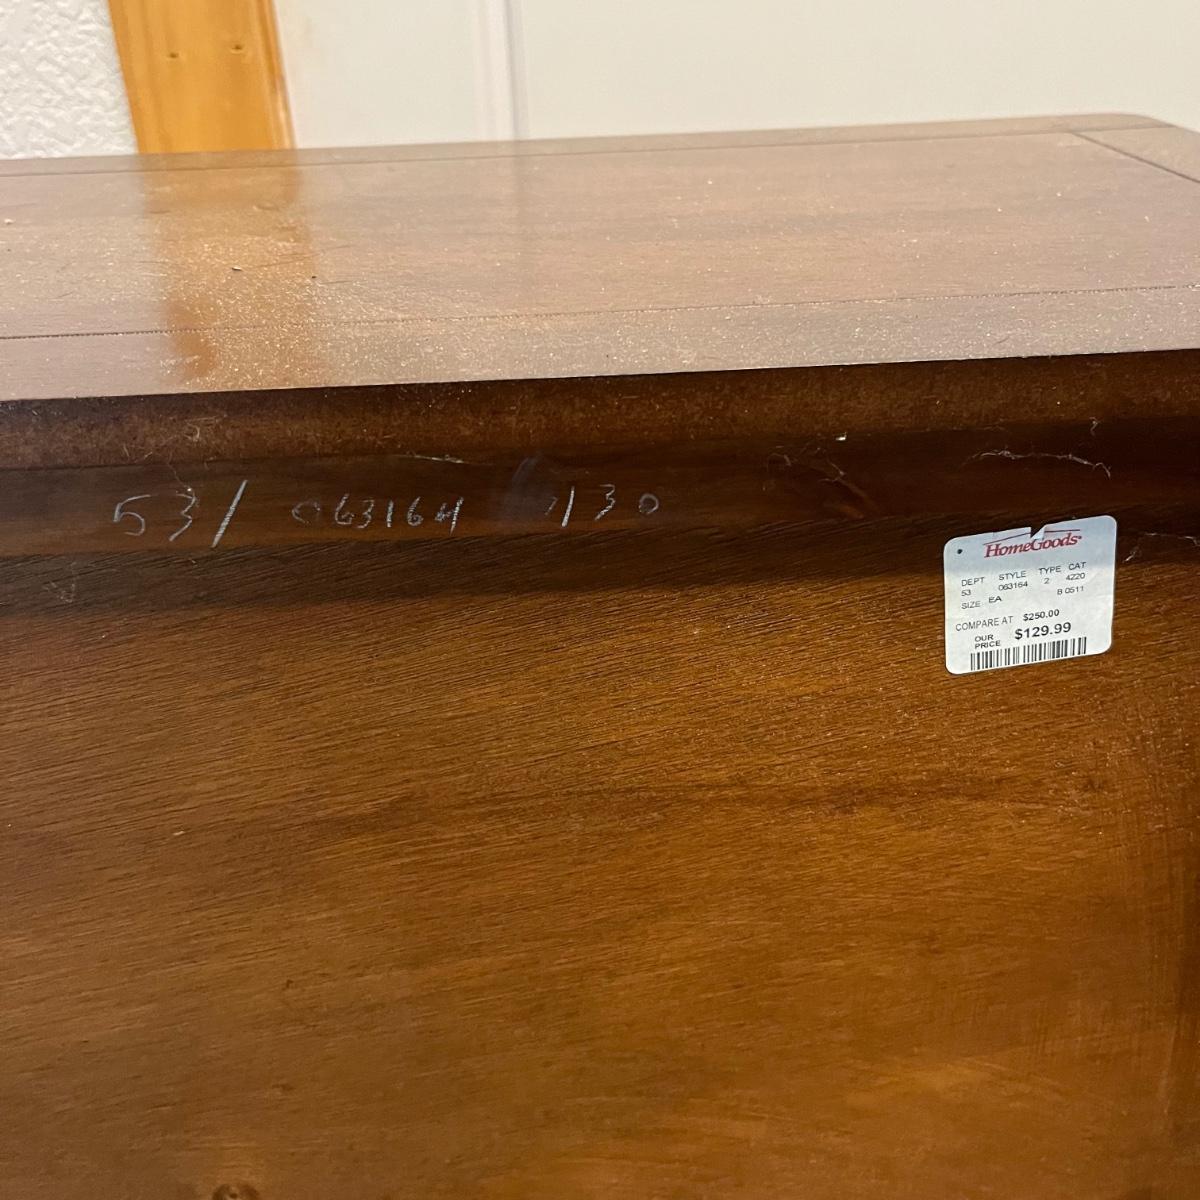 53/ 063164 130
HomeGoods
DEPT STYLE TYPE CAT
53 063164 2 4220
SIZE EA B 0511
COMPARE AT $250.00
OUR PRICE $129.99